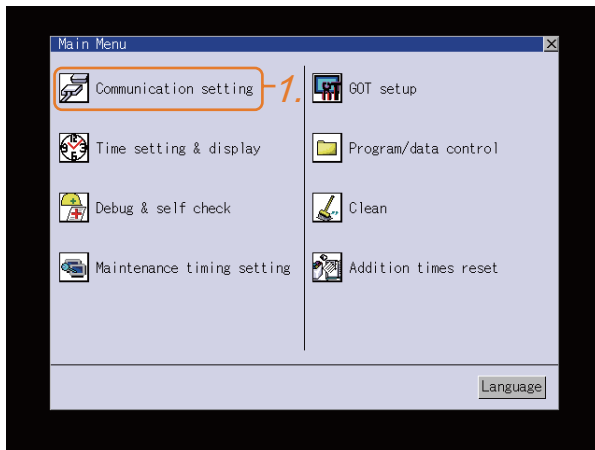 Main Menu
Communication setting
1.
GOT setup
Time setting & display
Program/data control
Debug & self check
Clean
Maintenance timing setting
Addition times reset
Language